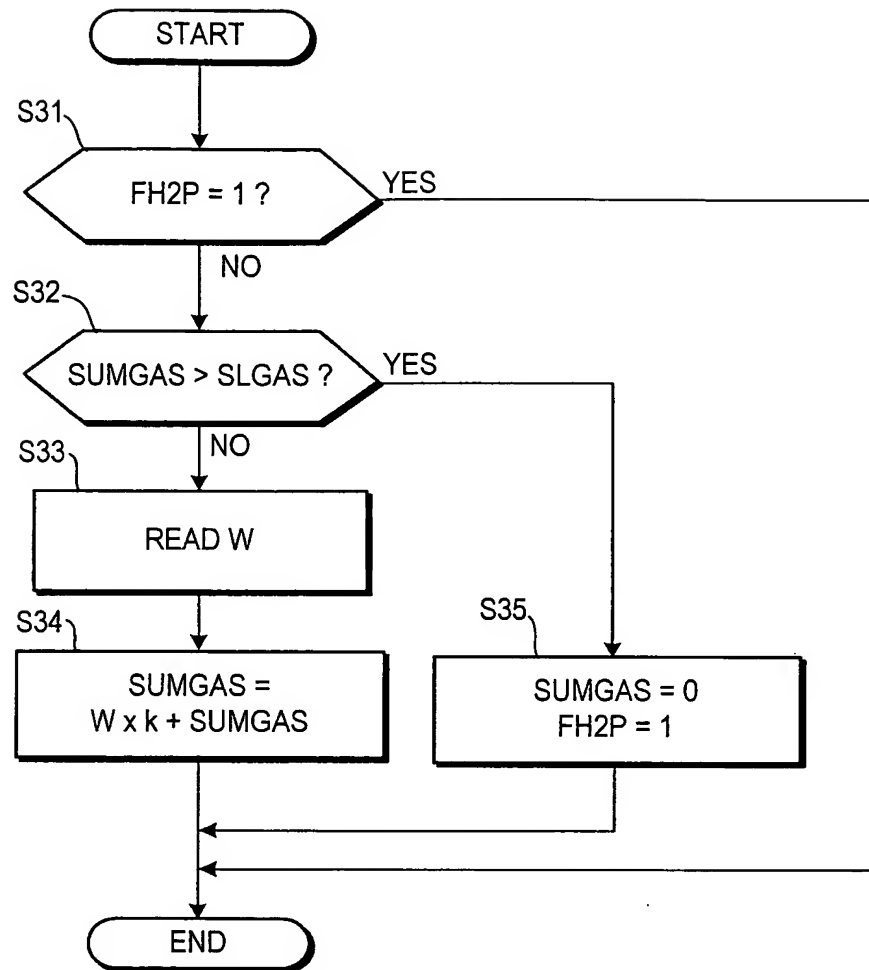 START
S31
FH2P = 1 ?
YES
NO
S32
SUMGAS > SLGAS ?
YES
NO
S33
READ W
S34
SUMGAS =
W x k + SUMGAS
S35
SUMGAS = 0
FH2P = 1
END